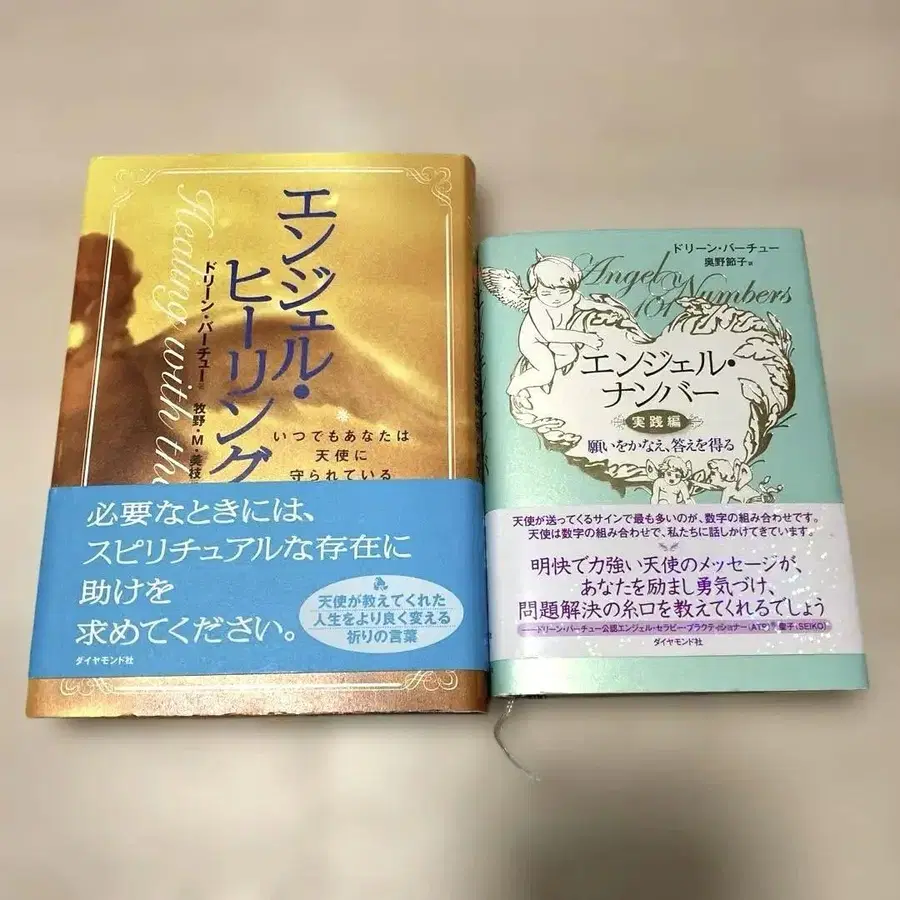 エンジェル・
ヒーリング
Healing with th
ドリーン・バーチュー 著
牧野・M・美枝
いつでもあなたは
天使に
守られている
必要なときには、
スピリチュアルな存在に
助けを
求めてください。
天使が教えてくれた
人生をより良く変える
祈りの言葉
ダイヤモンド社
ドリーン・バーチュー
奥野節子 訳
Angel Numbers
101
エンジェル・
ナンバー
実践編
願いをかなえ、答えを得る
天使が送ってくるサインで最も多いのが、数字の組み合わせです。
天使は数字の組み合わせで、私たちに話しかけてきています。
明快で力強い天使のメッセージが、
あなたを励まし勇気づけ、
問題解決の糸口を教えてくれるでしょう
——ドリーン・バーチュー公認エンジェル・セラピー・プラクティショナー（ATP）® 聖子（SEIKO）
ダイヤモンド社